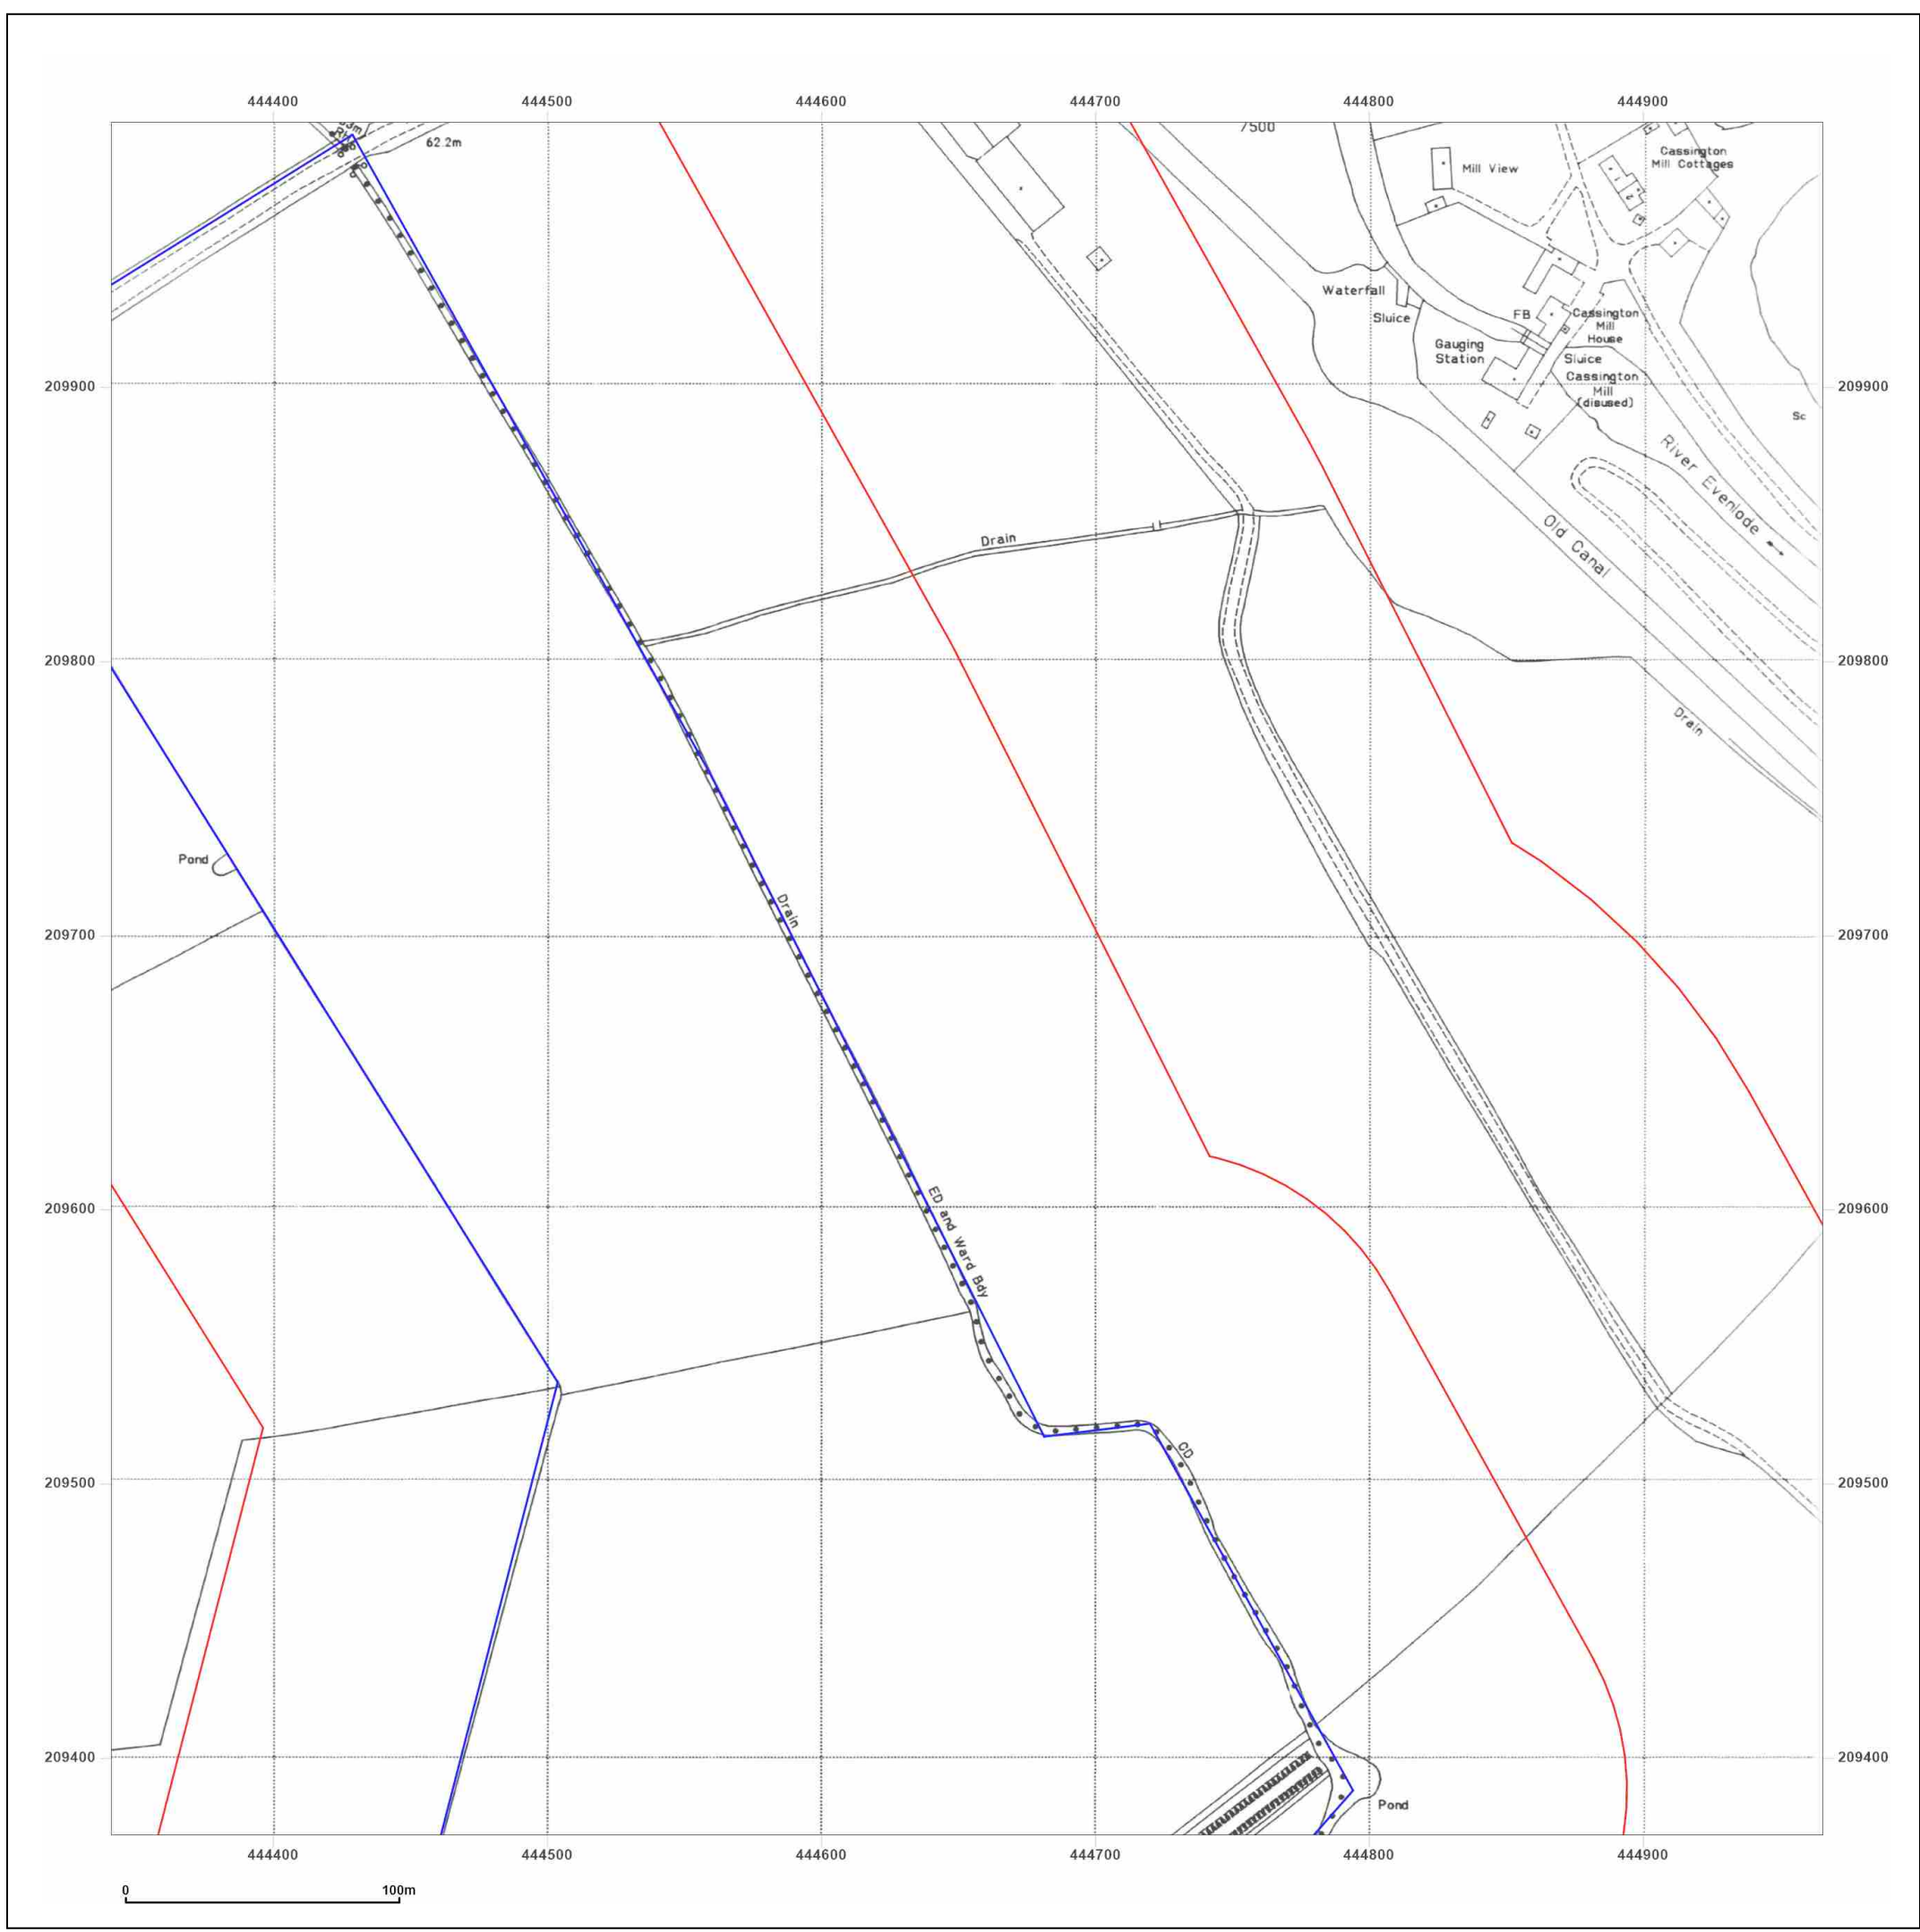 444400 444500 444600 444700 444800 444900
7500
62.2m
Cassington
Mill Cottages
Mill View
1
2
Waterfall
Sluice
FB
Cassington
Mill
House
Gauging
Station
Sluice
Cassington
Mill
(disused)
209900 209900
Sc
River Evenlode
Old Canal
Drain
209800 209800
Drain
Pond
Drain
209700 209700
ED and Ward Bdy
209600 209600
CD
209500 209500
209400 209400
Pond
444400 444500 444600 444700 444800 444900
0 100m